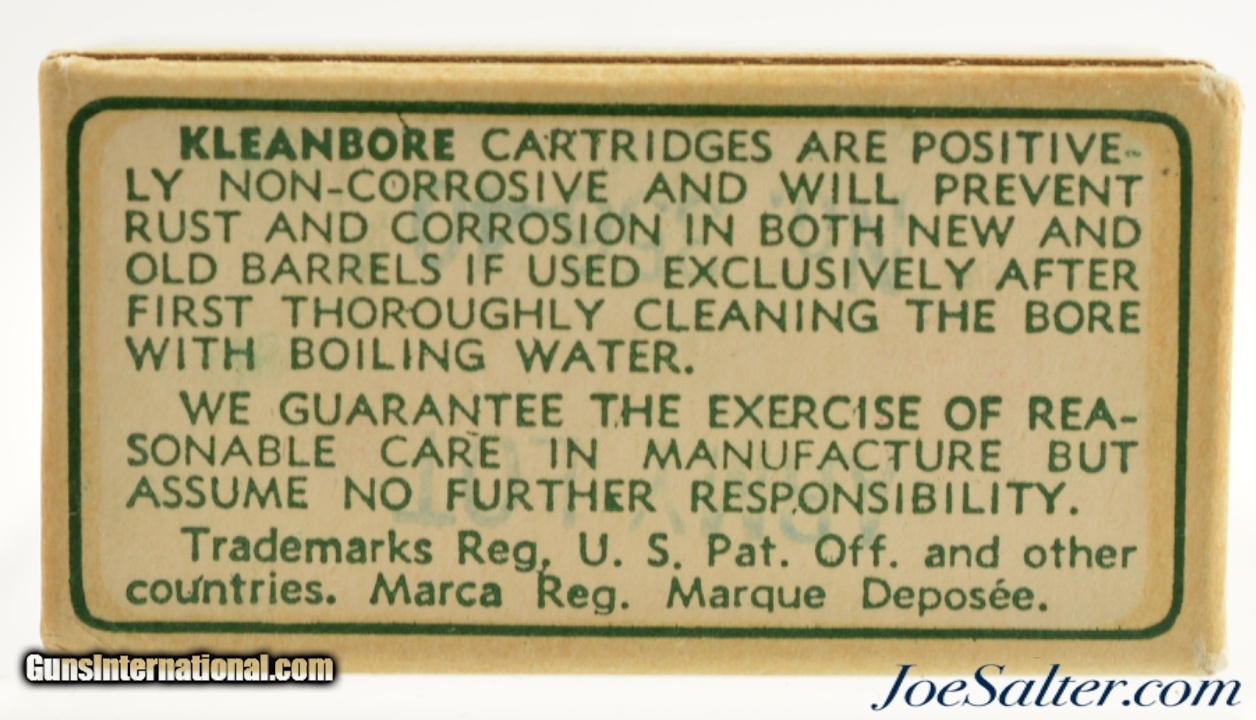 KLEANBORE CARTRIDGES ARE POSITIVE-
LY NON-CORROSIVE AND WILL PREVENT
RUST AND CORROSION IN BOTH NEW AND
OLD BARRELS IF USED EXCLUSIVELY AFTER
FIRST THOROUGHLY CLEANING THE BORE
WITH BOILING WATER.
WE GUARANTEE THE EXERCISE OF REA-
SONABLE CARE IN MANUFACTURE BUT
ASSUME NO FURTHER RESPONSIBILITY.
Trademarks Reg, U. S. Pat. Off. and other
countries. Marca Reg. Marque Deposée.
GunsInternational.com
JoeSalter.com